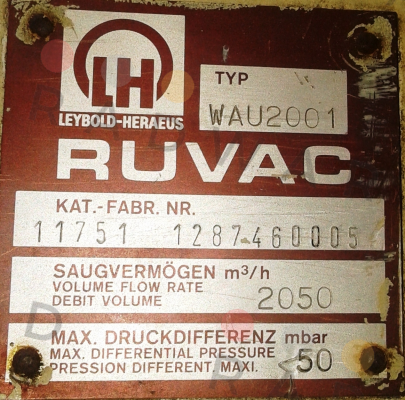 LH
LEYBOLD-HERAEUS
TYP
WAU2001
RUVAC
KAT.-FABR. NR.
11751 1287460005
SAUGVERMÖGEN m³/h
VOLUME FLOW RATE
DEBIT VOLUME 2050
MAX. DRUCKDIFFERENZ mbar
MAX. DIFFERENTIAL PRESSURE
PRESSION DIFFERENT. MAXI. 50